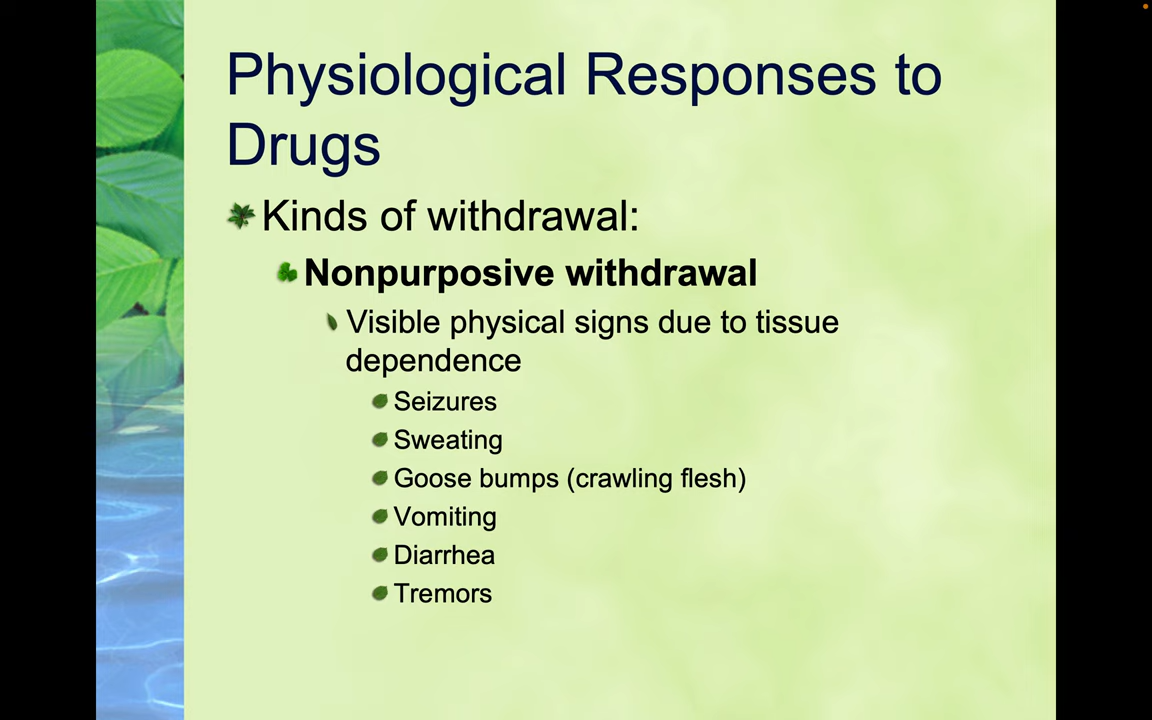 Physiological Responses to
Drugs
Kinds of withdrawal:
Nonpurposive withdrawal
Visible physical signs due to tissue
dependence
Seizures
Sweating
Goose bumps (crawling flesh)
Vomiting
Diarrhea
Tremors